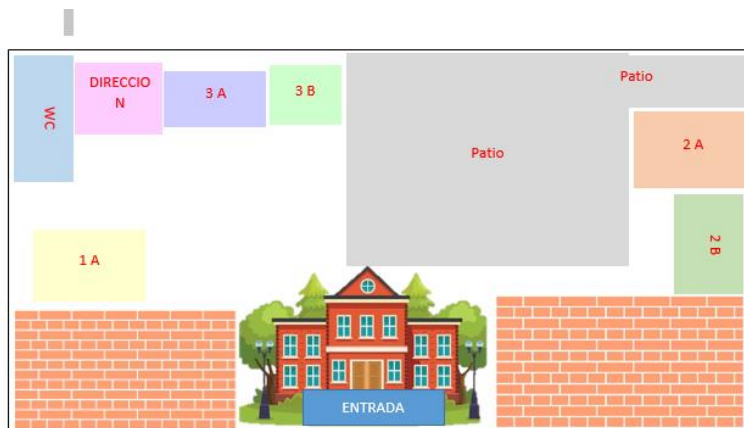 WC
DIRECCIO
N
3 A
3 B
Patio
Patio
2 A
2 B
1 A
ENTRADA